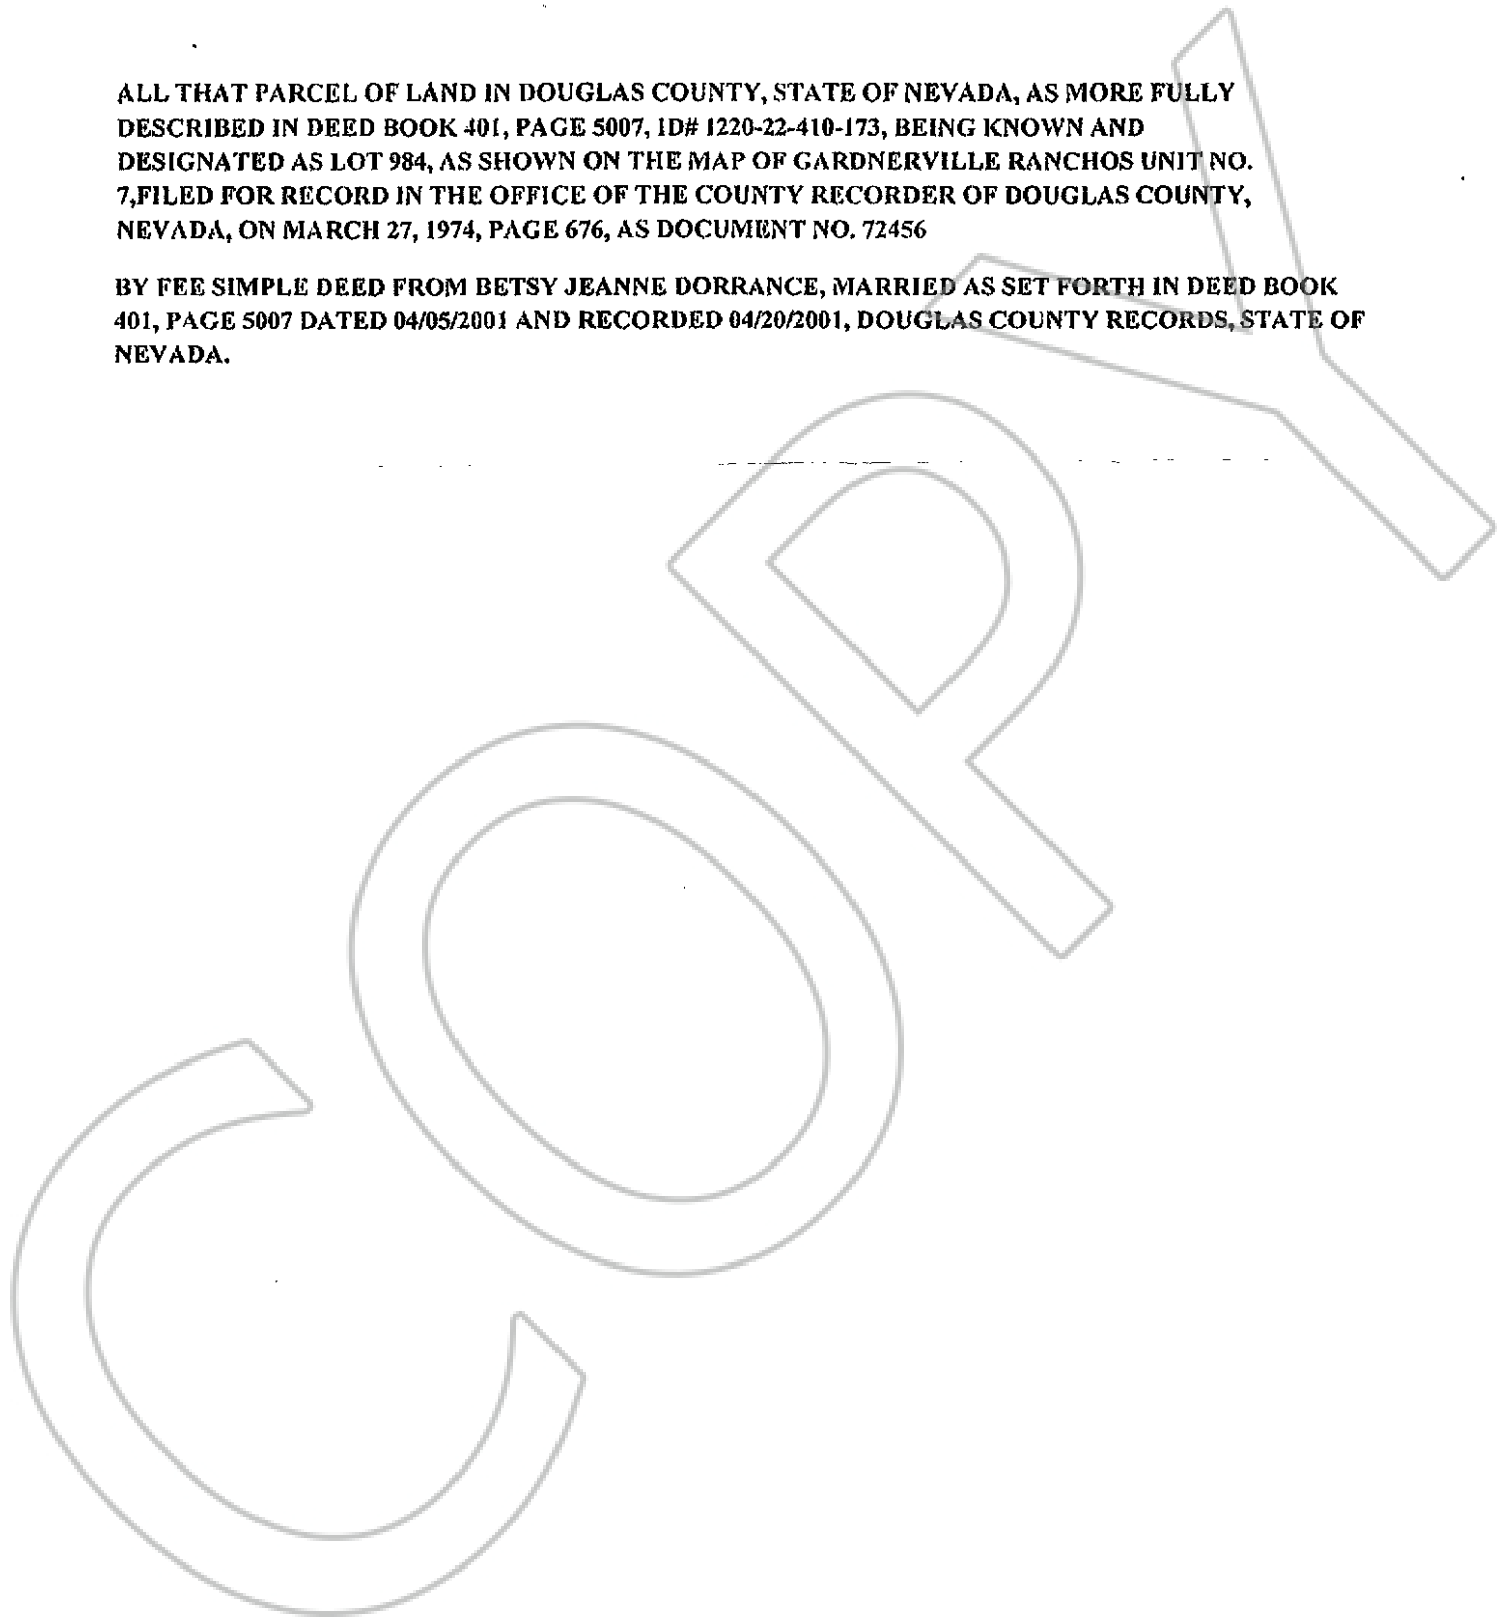 ALL THAT PARCEL OF LAND IN DOUGLAS COUNTY, STATE OF NEVADA, AS MORE FULLY
DESCRIBED IN DEED BOOK 401, PAGE 5007, ID# 1220-22-410-173, BEING KNOWN AND
DESIGNATED AS LOT 984, AS SHOWN ON THE MAP OF GARDNERVILLE RANCHOS UNIT NO.
7,FILED FOR RECORD IN THE OFFICE OF THE COUNTY RECORDER OF DOUGLAS COUNTY,
NEVADA, ON MARCH 27, 1974, PAGE 676, AS DOCUMENT NO. 72456
BY FEE SIMPLE DEED FROM BETSY JEANNE DORRANCE, MARRIED AS SET FORTH IN DEED BOOK
401, PAGE 5007 DATED 04/05/2001 AND RECORDED 04/20/2001, DOUGLAS COUNTY RECORDS, STATE OF
NEVADA.
COPY